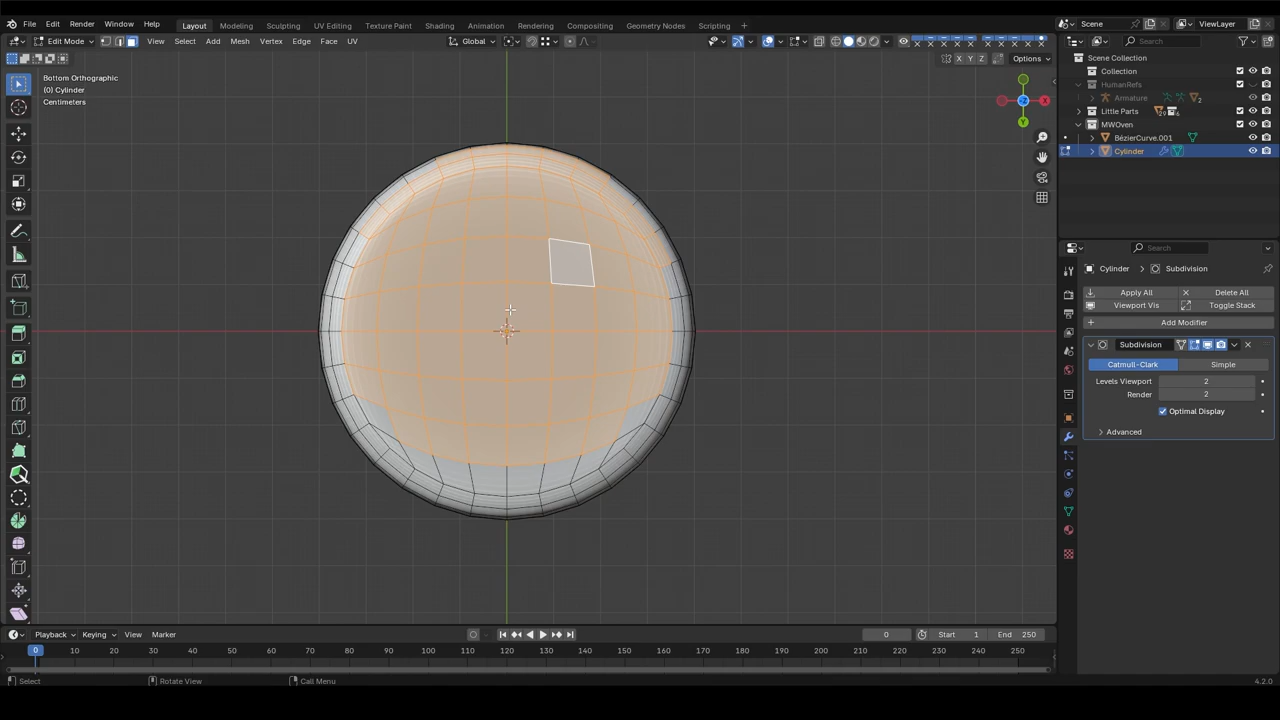 File Edit Render Window Help
Layout Modeling Sculpting UV Editing Texture Paint Shading Animation Rendering Compositing Geometry Nodes Scripting
Scene ViewLayer
Edit Mode View Select Add Mesh Vertex Edge Face UV
Global
Search
X Y Z Options
Bottom Orthographic
(0) Cylinder
Centimeters
X
Y
Scene Collection
Collection
HumanRefs
Armature 2
Little Parts
MWOven
BézierCurve.001
Cylinder
Search
Cylinder Subdivision
Apply All Delete All
Viewport Vis Toggle Stack
Add Modifier
Subdivision
Catmull-Clark Simple
Levels Viewport 2
Render 2
Optimal Display
Advanced
Playback Keying View Marker
0 Start 1 End 250
0 10 20 30 40 50 60 70 80 90 100 110 120 130 140 150 160 170 180 190 200 210 220 230 240 250
Select Rotate View Call Menu 4.2.0